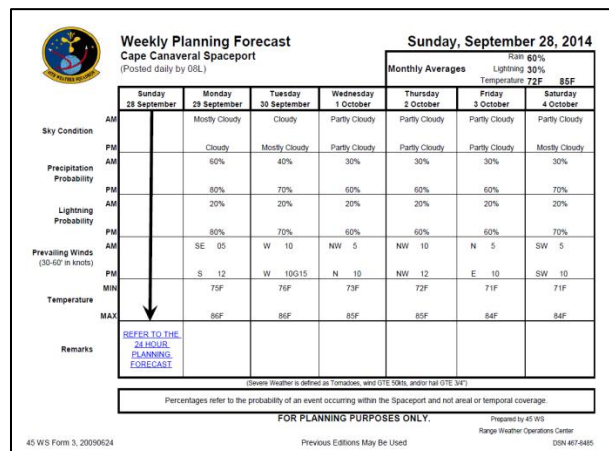 45TH WEATHER SQUADRON
Weekly Planning Forecast
Cape Canaveral Spaceport
(Posted daily by 08L)
Sunday, September 28, 2014
Monthly Averages
Rain 60%
Lightning 30%
Temperature 72F 85F
Sunday Monday Tuesday Wednesday Thursday Friday Saturday
28 September 29 September 30 September 1 October 2 October 3 October 4 October
Sky Condition
AM Mostly Cloudy Cloudy Partly Cloudy Partly Cloudy Partly Cloudy Partly Cloudy
PM Cloudy Mostly Cloudy Partly Cloudy Partly Cloudy Partly Cloudy Mostly Cloudy
Precipitation
Probability
AM 60% 40% 30% 30% 30% 30%
PM 80% 70% 60% 60% 60% 70%
Lightning
Probability
AM 20% 20% 20% 20% 20% 20%
PM 80% 70% 60% 60% 60% 70%
Prevailing Winds
(30-60' in knots)
AM SE 05 W 10 NW 5 NW 10 N 5 SW 5
PM S 12 W 10G15 N 10 NW 12 E 10 SW 10
Temperature
MIN 75F 76F 73F 72F 71F 71F
MAX 86F 86F 85F 85F 84F 84F
Remarks
REFER TO THE
24 HOUR
PLANNING
FORECAST
(Severe Weather is defined as Tornadoes, wind GTE 50kts, and/or hail GTE 3/4")
Percentages refer to the probability of an event occurring within the Spaceport and not areal or temporal coverage.
FOR PLANNING PURPOSES ONLY.
Prepared by 45 WS
Range Weather Operations Center
45 WS Form 3, 20090624
Previous Editions May Be Used
DSN 467-8485